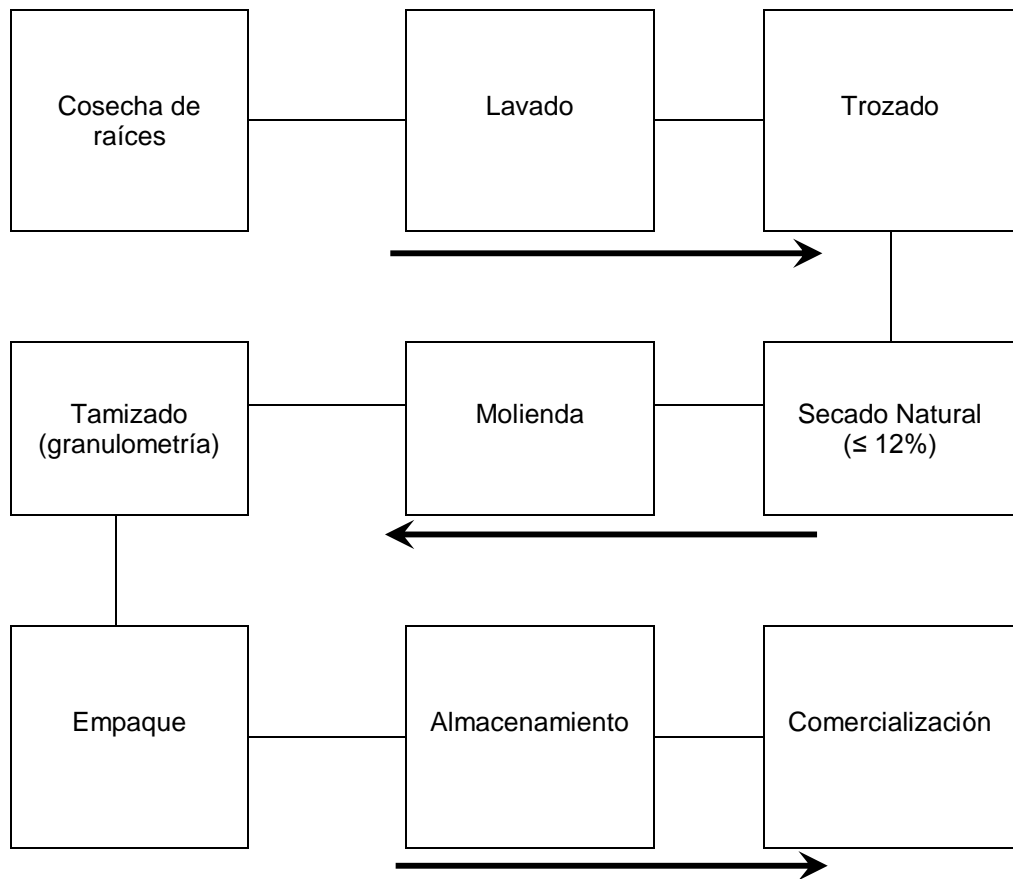 Cosecha de
raíces
Lavado
Trozado
Tamizado
(granulometría)
Molienda
Secado Natural
(≤ 12%)
Empaque
Almacenamiento
Comercialización